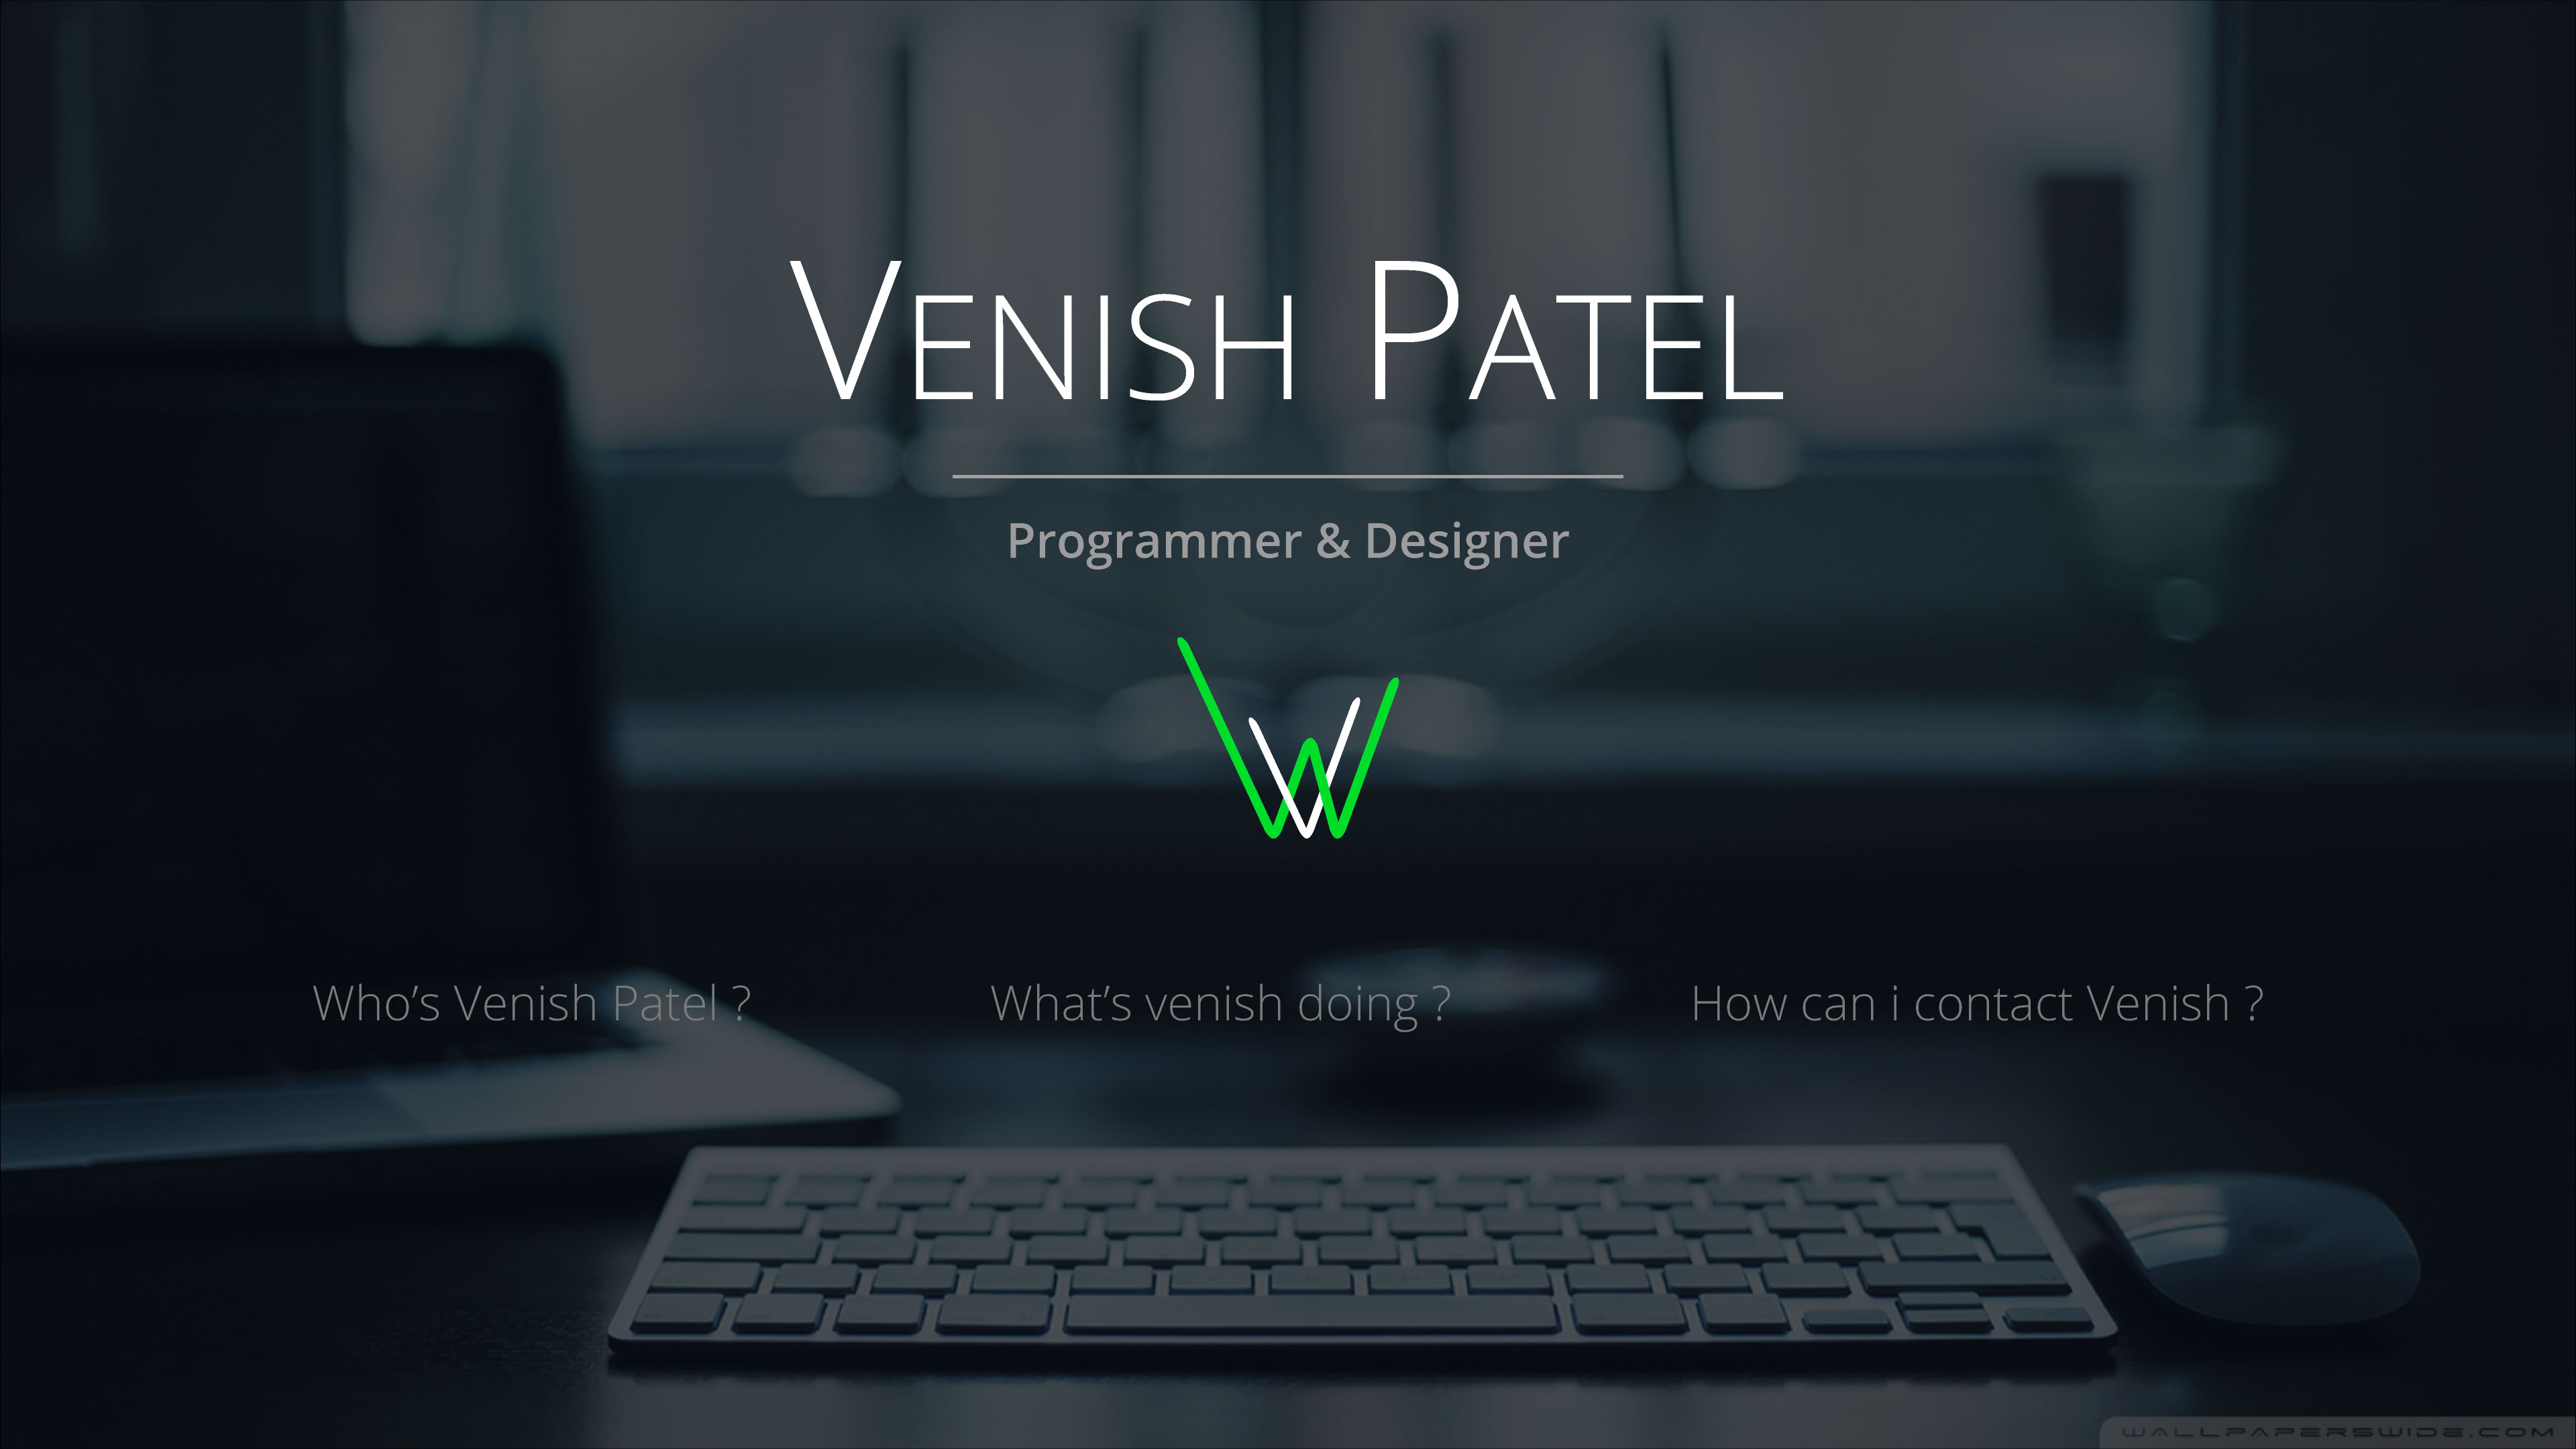 Venish Patel
Programmer & Designer
Who’s Venish Patel ?
What’s venish doing ?
How can i contact Venish ?
WALLPAPERSWIDE.COM